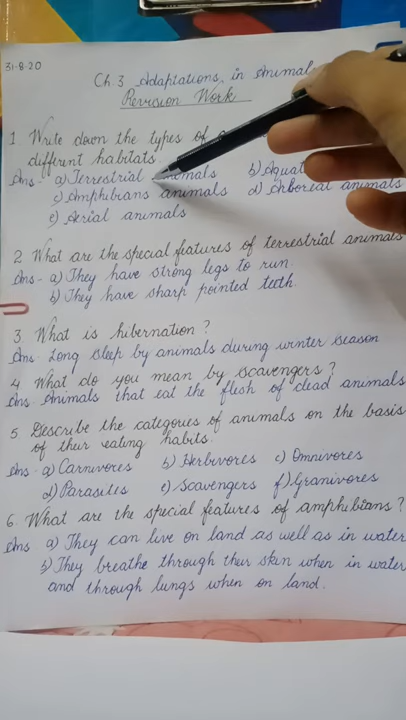 31-8-20
Ch.3 Adaptations in Animal
Revision Work
1. Write down the types of
different habitats.
Ans - a) Terrestrial animals b) Aquat
c) Amphibians animals d) Arboreal animals
e) Aerial animals
2. What are the special features of terrestrial animals
Ans - a) They have strong legs to run.
b) They have sharp pointed teeth.
3. What is hibernation?
Ans. Long sleep by animals during winter season
4. What do you mean by scavengers?
Ans Animals that eat the flesh of dead animals
5. Describe the categories of animals on the basis
of their eating habits.
Ans - a) Carnivores b) Herbivores c) Omnivores
d) Parasites e) Scavengers f) Granivores
6. What are the special features of amphibians?
Ans a) They can live on land as well as in water
b) They breathe through their skin when in water
and through lungs when on land.